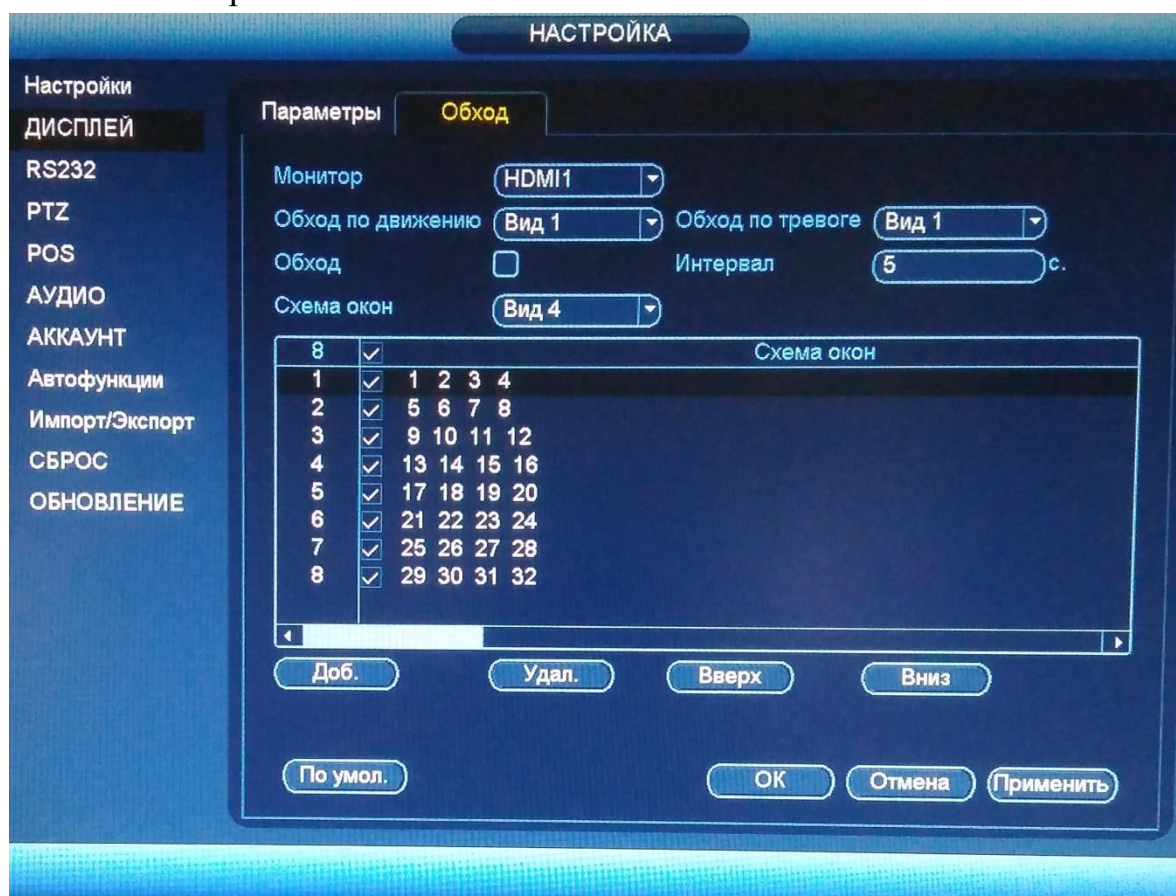 НАСТРОЙКА
Настройки
ДИСПЛЕЙ
RS232
PTZ
POS
АУДИО
АККАУНТ
Автофункции
Импорт/Экспорт
СБРОС
ОБНОВЛЕНИЕ
Параметры Обход
Монитор HDMI1
Обход по движению Вид 1 Обход по тревоге Вид 1
Обход Интервал 5 с.
Схема окон Вид 4
8 Схема окон
1 1 2 3 4
2 5 6 7 8
3 9 10 11 12
4 13 14 15 16
5 17 18 19 20
6 21 22 23 24
7 25 26 27 28
8 29 30 31 32
Доб. Удал. Вверх Вниз
По умол. ОК Отмена Применить